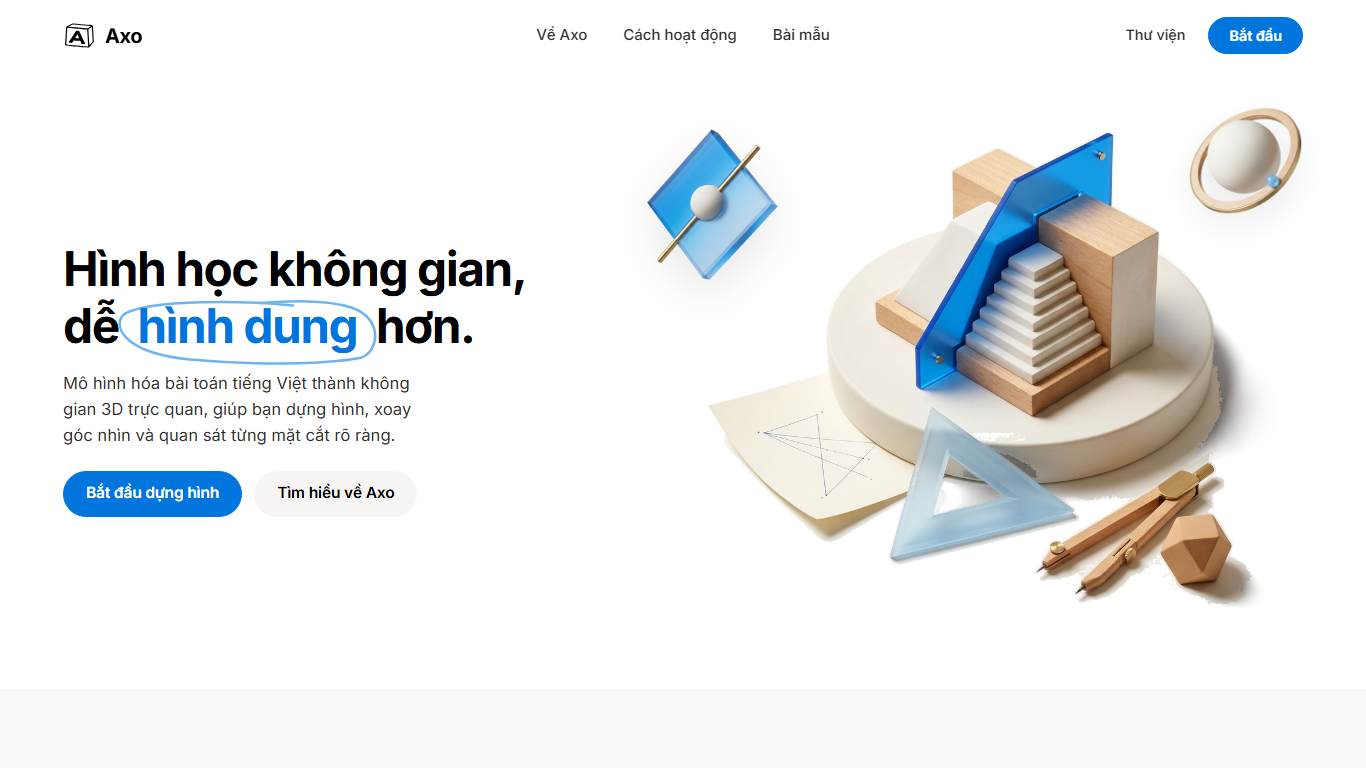 A Axo
Về Axo
Cách hoạt động
Bài mẫu
Thư viện
Bắt đầu
Hình học không gian,
dễ hình dung hơn.
Mô hình hóa bài toán tiếng Việt thành không
gian 3D trực quan, giúp bạn dựng hình, xoay
góc nhìn và quan sát từng mặt cắt rõ ràng.
Bắt đầu dựng hình
Tìm hiểu về Axo